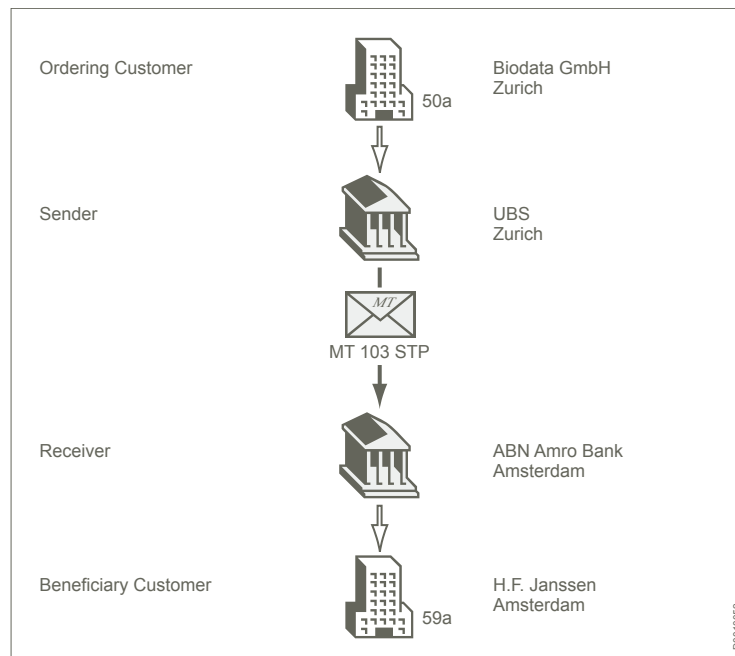 Ordering Customer
50a
Biodata GmbH
Zurich
Sender
UBS
Zurich
MT
MT 103 STP
Receiver
ABN Amro Bank
Amsterdam
Beneficiary Customer
59a
H.F. Janssen
Amsterdam